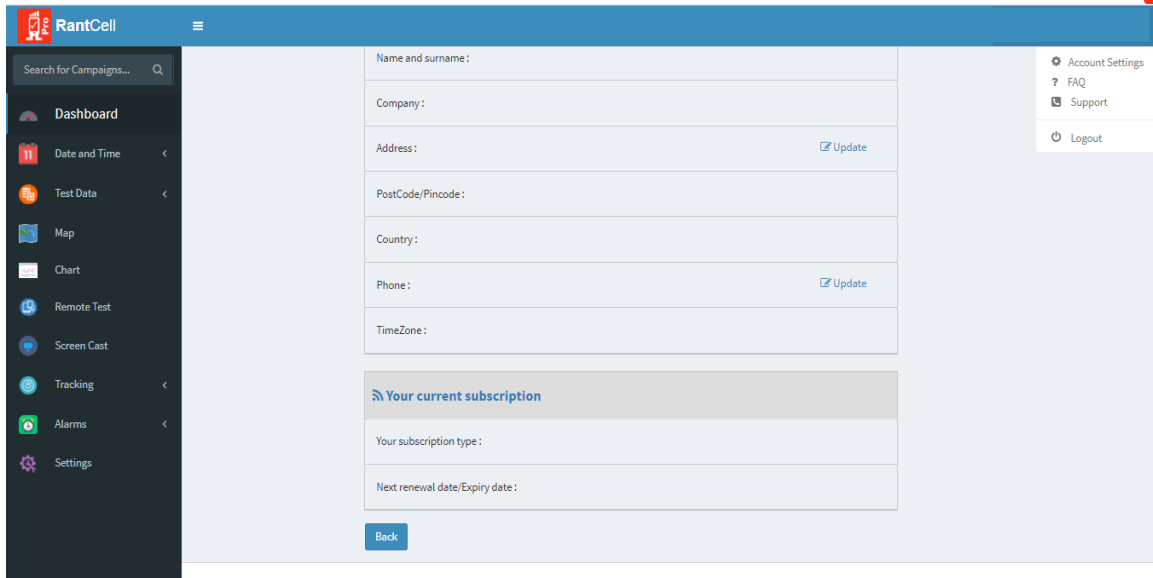 Pro
RantCell
Search for Campaigns...
Dashboard
11
Date and Time
Test Data
Map
Chart
Remote Test
Screen Cast
Tracking
Alarms
Settings
Name and surname :
Company :
Address :
Update
PostCode/Pincode :
Country :
Phone :
Update
TimeZone :
Your current subscription
Your subscription type :
Next renewal date/Expiry date :
Back
Account Settings
? FAQ
Support
Logout